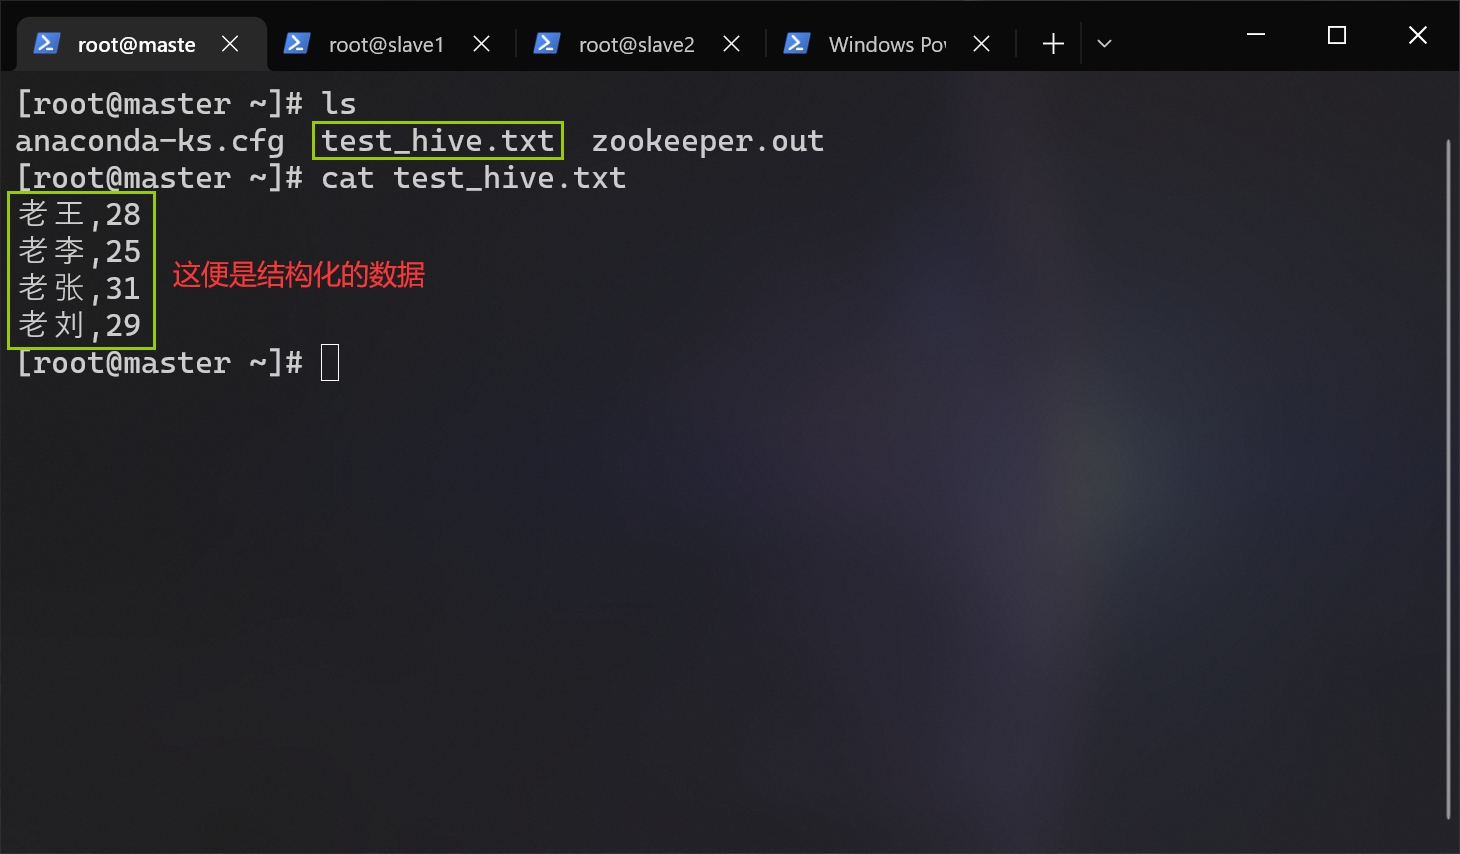 root@maste root@slave1 root@slave2 Windows Pov
[root@master ~]# ls
anaconda-ks.cfg test_hive.txt zookeeper.out
[root@master ~]# cat test_hive.txt
老王,28
老李,25
老张,31
老刘,29
这便是结构化的数据
[root@master ~]#